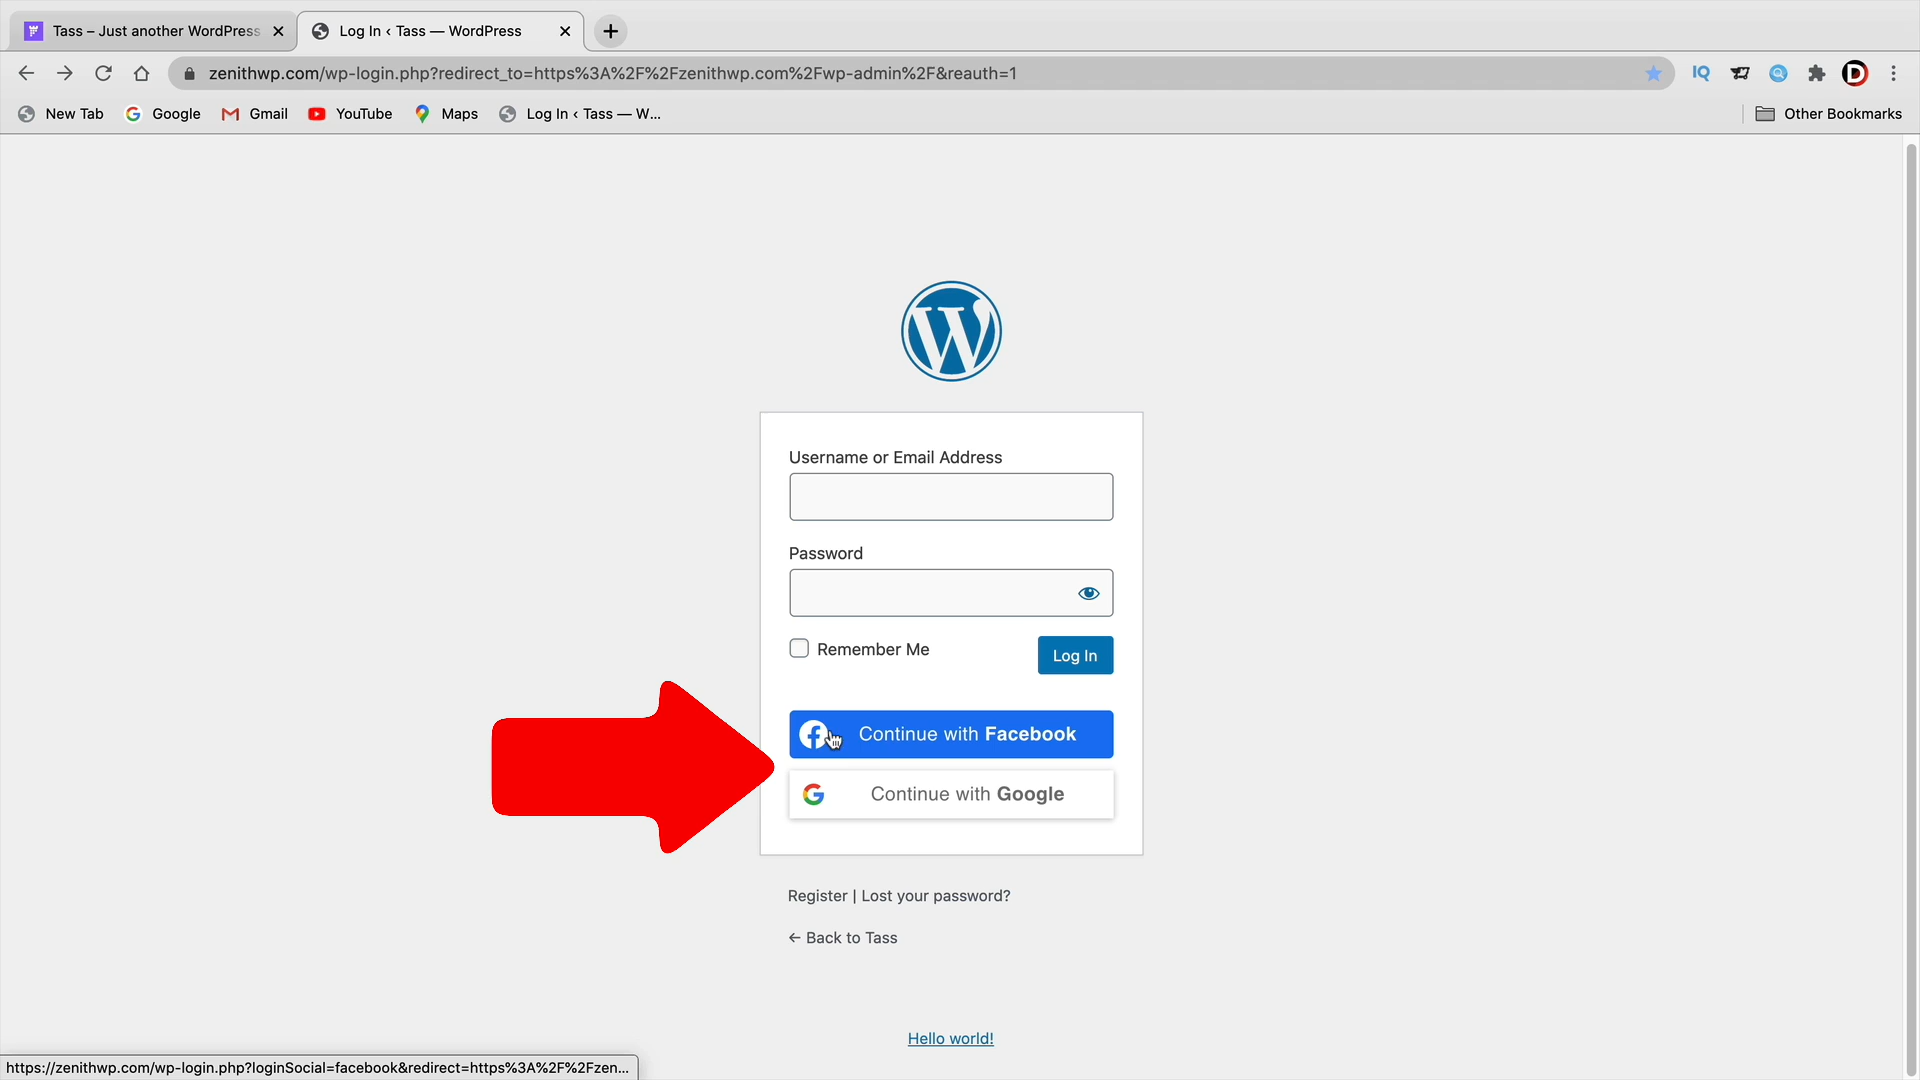 Tass – Just another WordPress
Log In ‹ Tass — WordPress
zenithwp.com/wp-login.php?redirect_to=https%3A%2F%2Fzenithwp.com%2Fwp-admin%2F&reauth=1
IQ
D
New Tab
Google
Gmail
YouTube
Maps
Log In ‹ Tass — W...
Other Bookmarks
Username or Email Address
Password
Remember Me
Log In
Continue with Facebook
Continue with Google
Register | Lost your password?
← Back to Tass
Hello world!
https://zenithwp.com/wp-login.php?loginSocial=facebook&redirect=https%3A%2F%2Fzen...